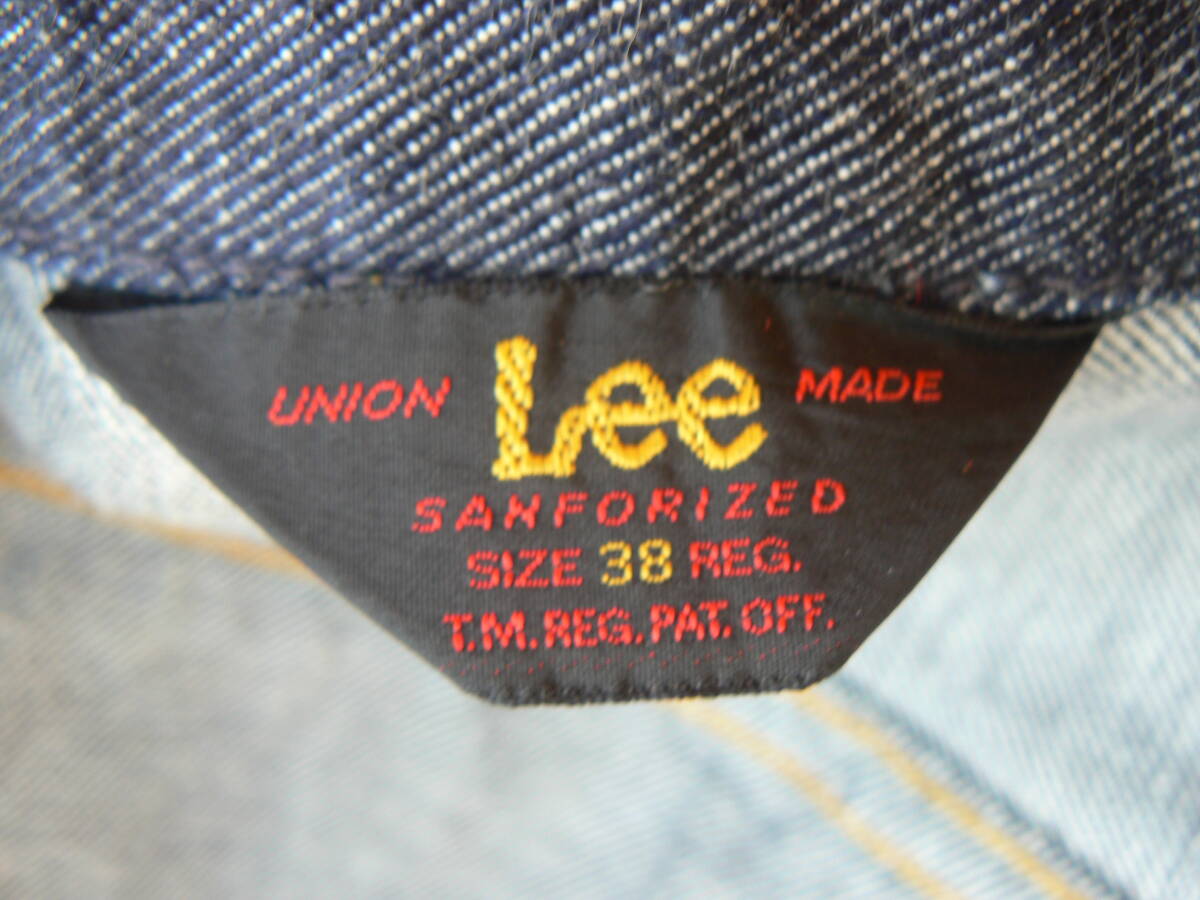 UNION Lee MADE
SANFORIZED
SIZE 38 REG.
T.M. REG. PAT. OFF.